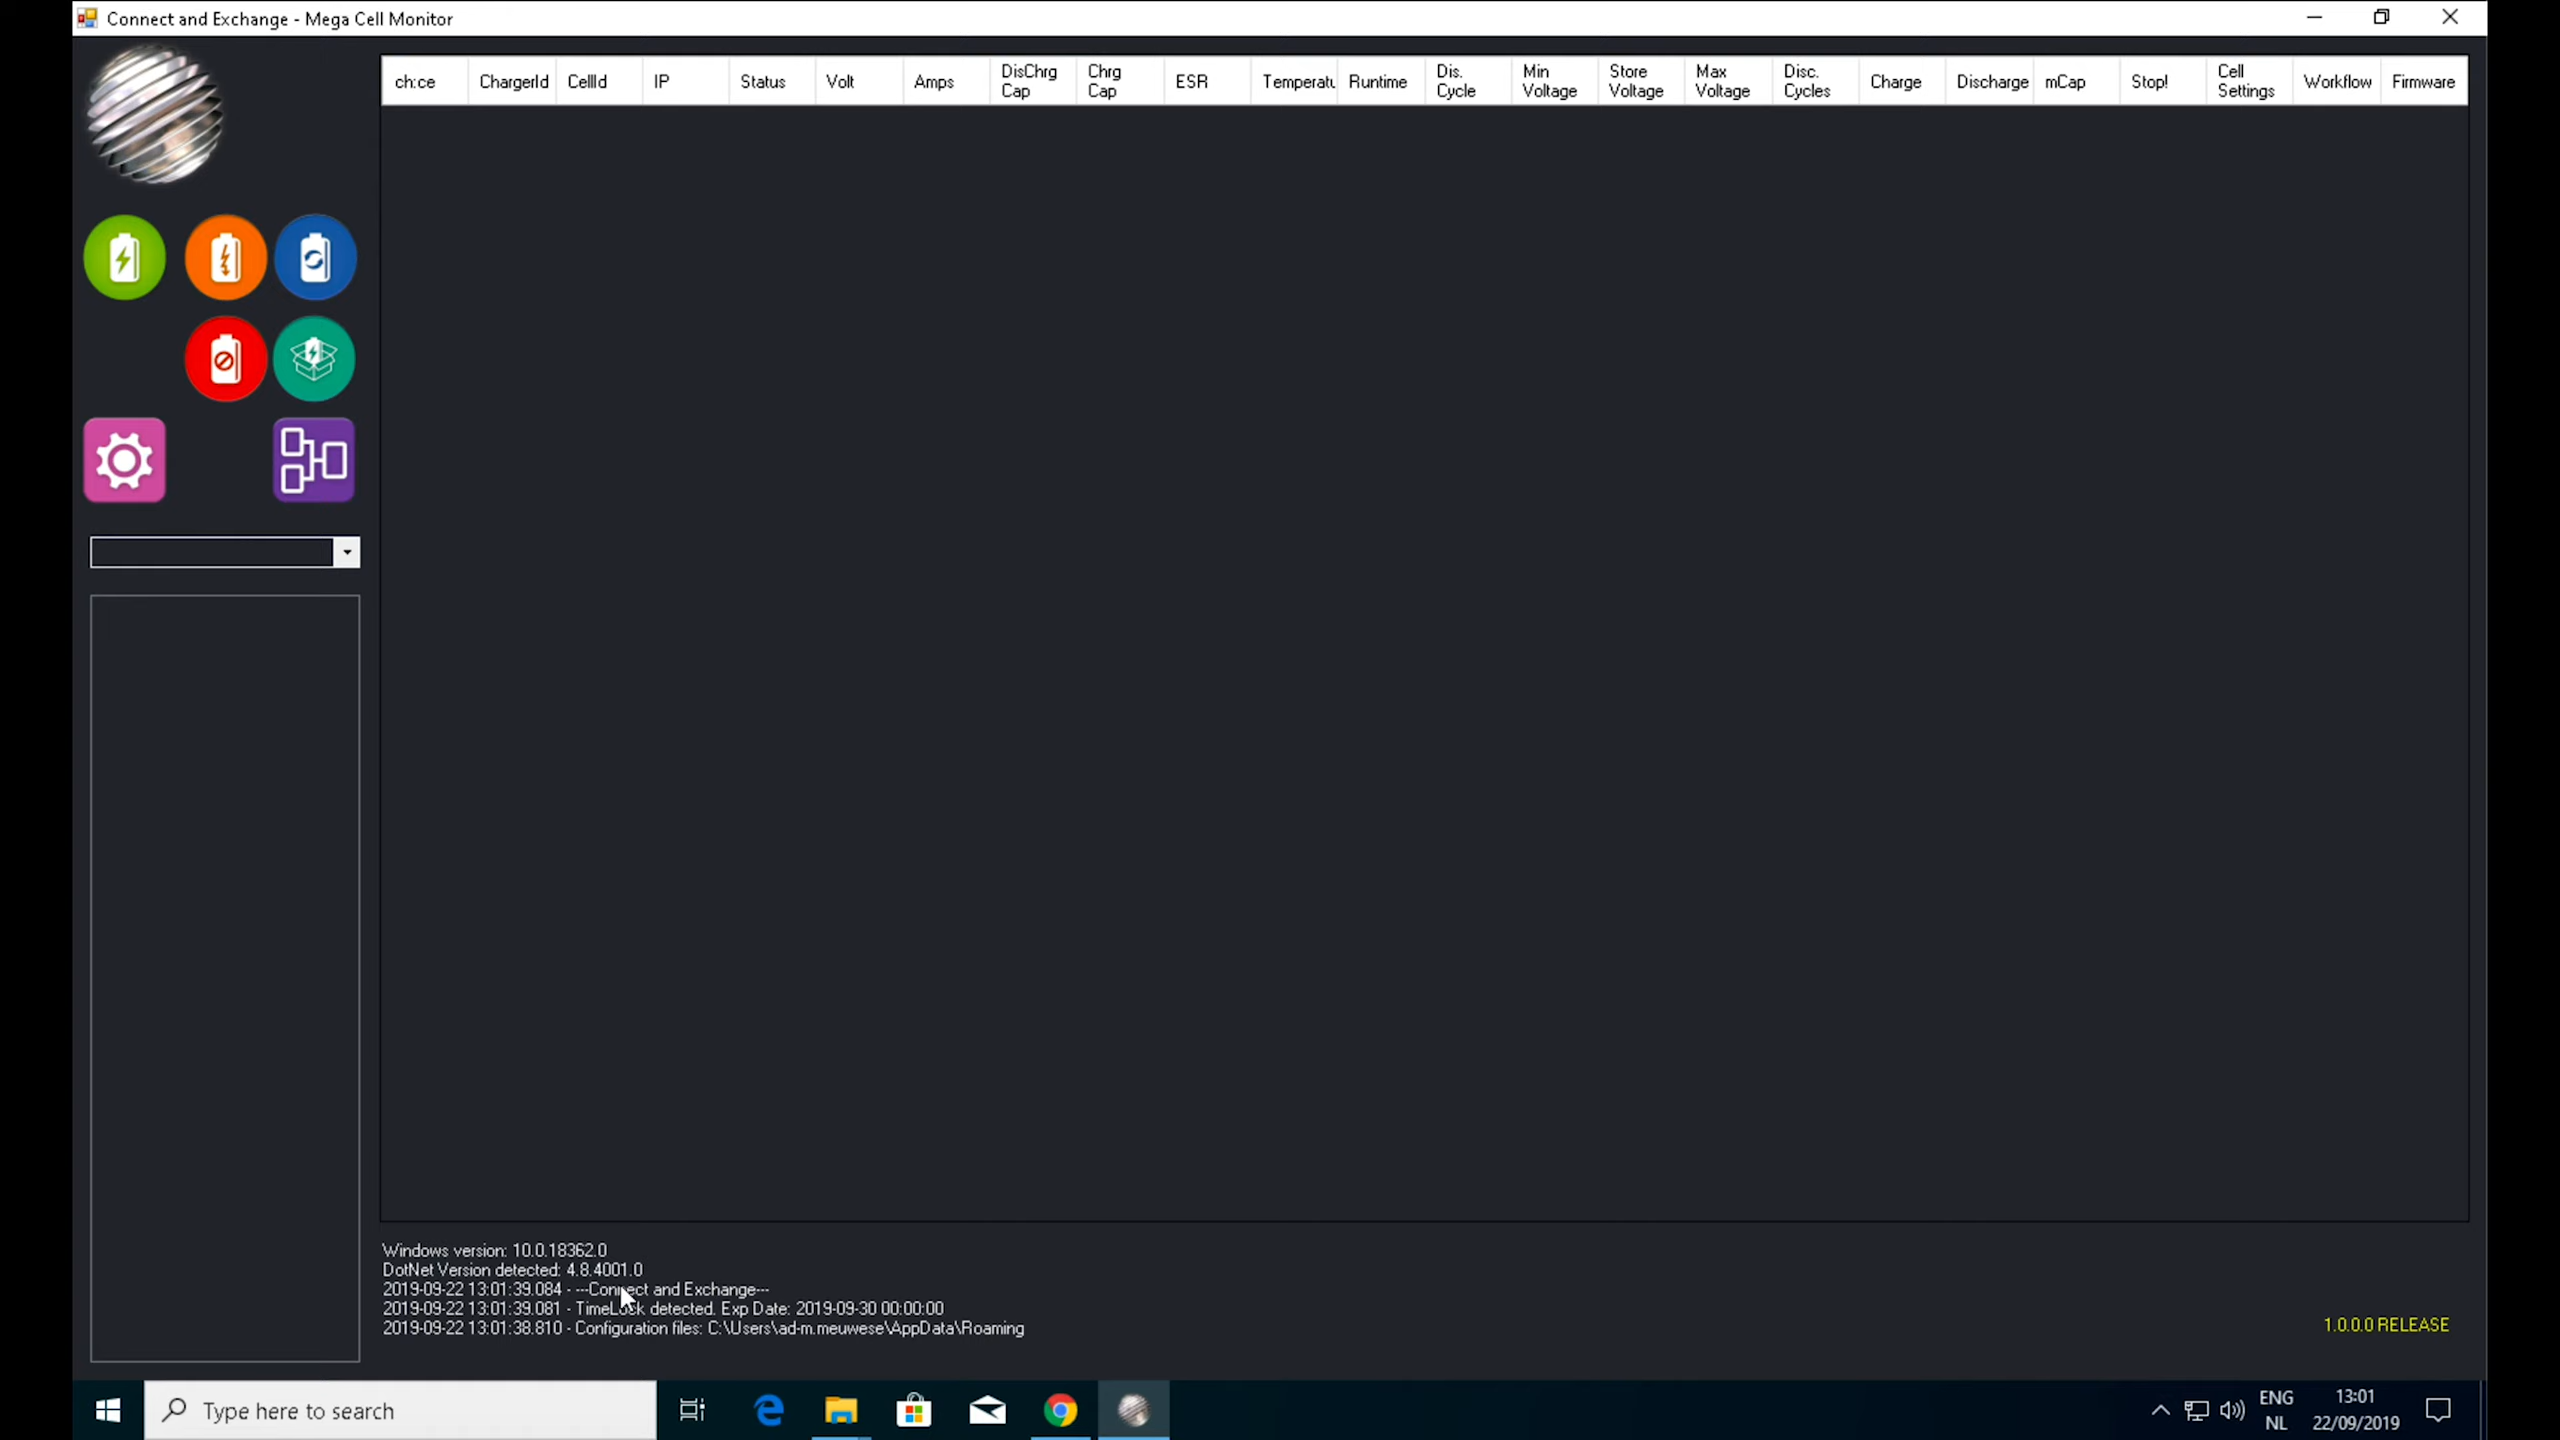 Connect and Exchange - Mega Cell Monitor
ch:ce ChargerId CellId IP Status Volt Amps DisChrg Cap Chrg Cap ESR Temperatu Runtime Dis. Cycle Min Voltage Store Voltage Max Voltage Disc. Cycles Charge Discharge mCap Stop! Cell Settings Workflow Firmware
Windows version: 10.0.18362.0
DotNet Version detected: 4.8.4001.0
2019-09-22 13:01:39.084 - ---Connect and Exchange---
2019-09-22 13:01:39.081 - TimeLock detected. Exp Date: 2019-09-30 00:00:00
2019-09-22 13:01:38.810 - Configuration files: C:\Users\ad-m.meuwese\AppData\Roaming
1.0.0.0 RELEASE
Type here to search
ENG
NL
13:01
22/09/2019